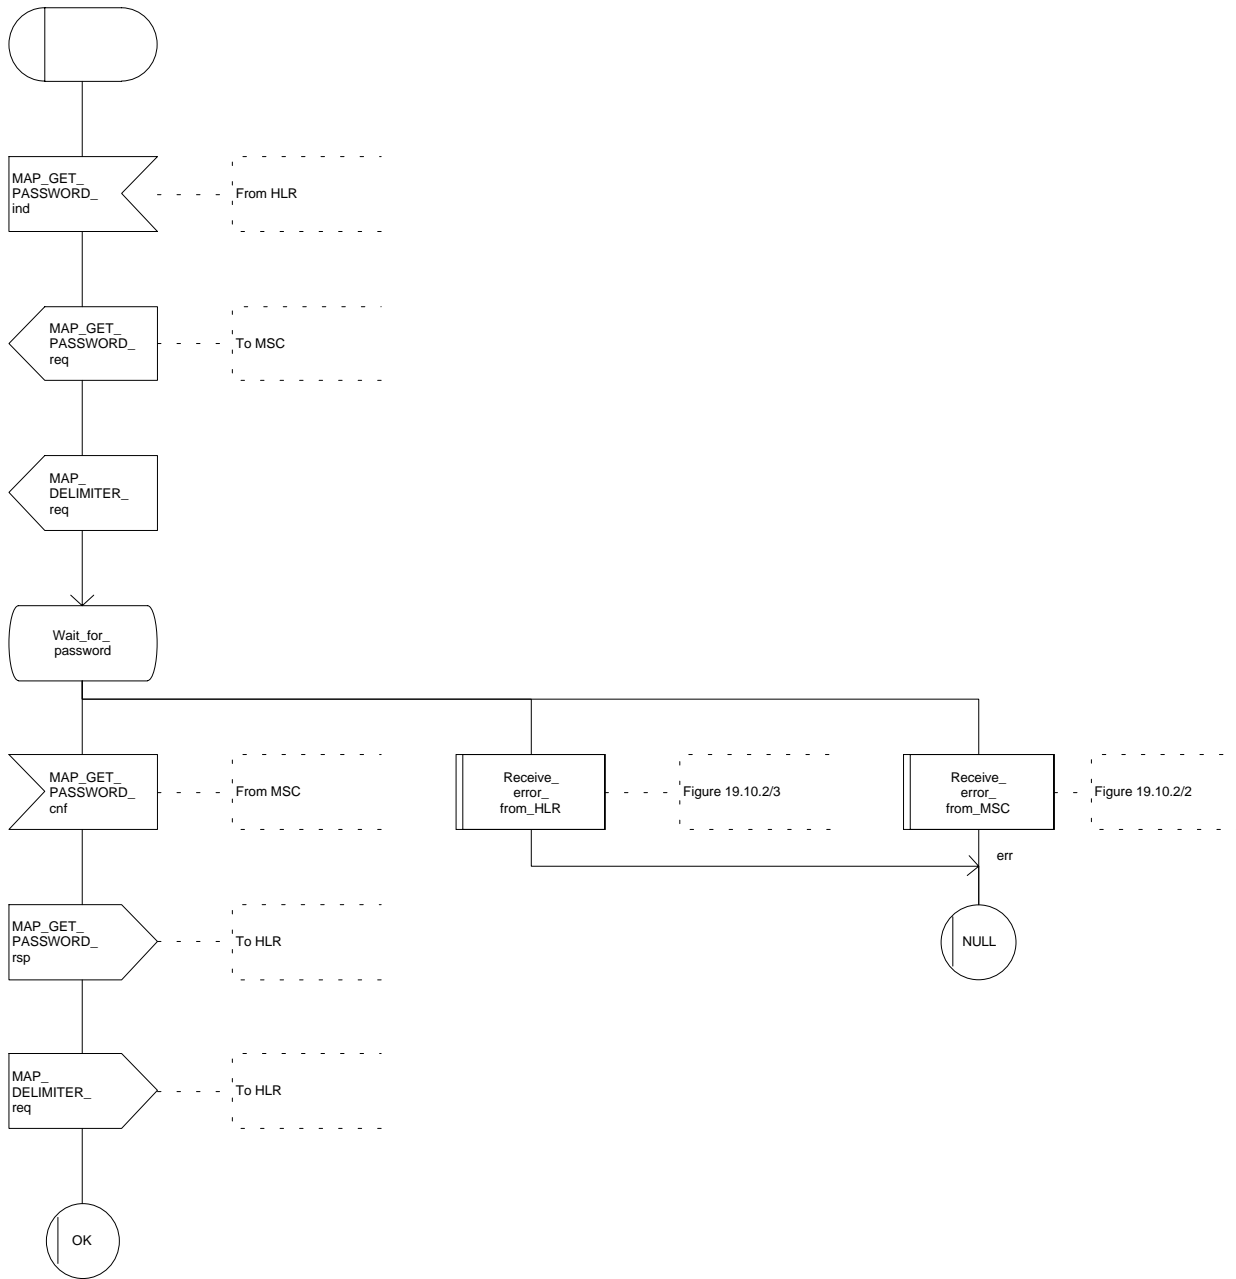 MAP_GET_
PASSWORD_
ind
From HLR
MAP_GET_
PASSWORD_
req
To MSC
MAP_
DELIMITER_
req
Wait_for_
password
MAP_GET_
PASSWORD_
cnf
From MSC
Receive_
error_
from_HLR
Figure 19.10.2/3
Receive_
error_
from_MSC
Figure 19.10.2/2
err
MAP_GET_
PASSWORD_
rsp
To HLR
NULL
MAP_
DELIMITER_
req
To HLR
OK